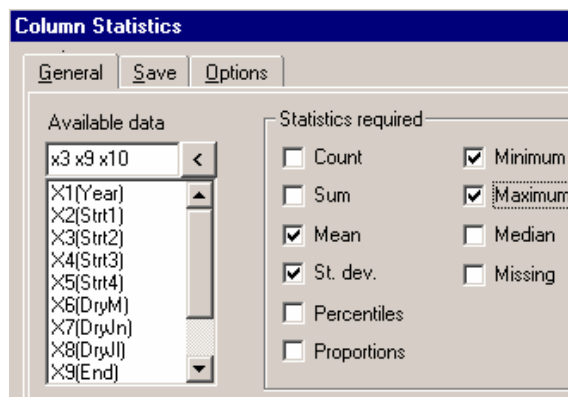 Column Statistics
General Save Options
Available data
x3 x9 x10 <
X1(Year)
X2(Strt1)
X3(Strt2)
X4(Strt3)
X5(Strt4)
X6(DryM)
X7(DryJn)
X8(DryJl)
X9(End)
Statistics required
Count
Sum
Mean
St. dev.
Percentiles
Proportions
Minimum
Maximum
Median
Missing